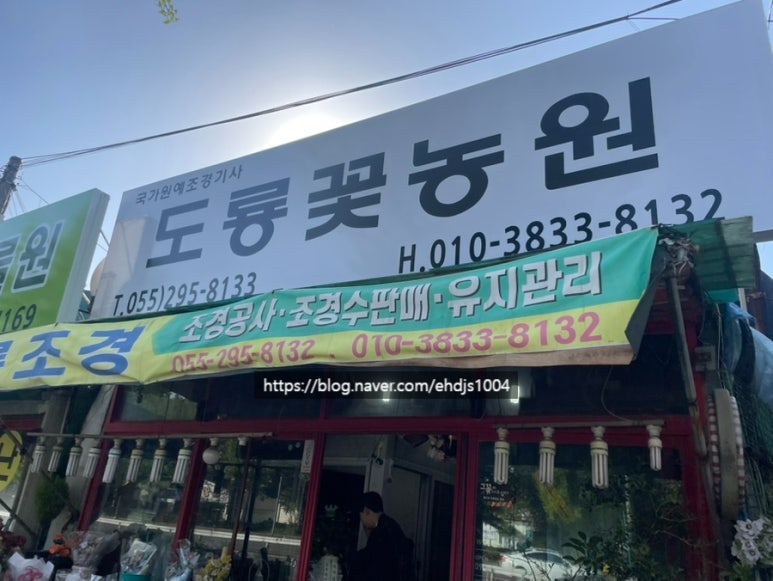 국가원예조경기사
도룡꽃농원
T.055)295-8133
H.010-3833-8132
원
169
조경
조경공사·조경수판매·유지관리
055-295-8132 010-3833-8132
https://blog.naver.com/ehdjs1004